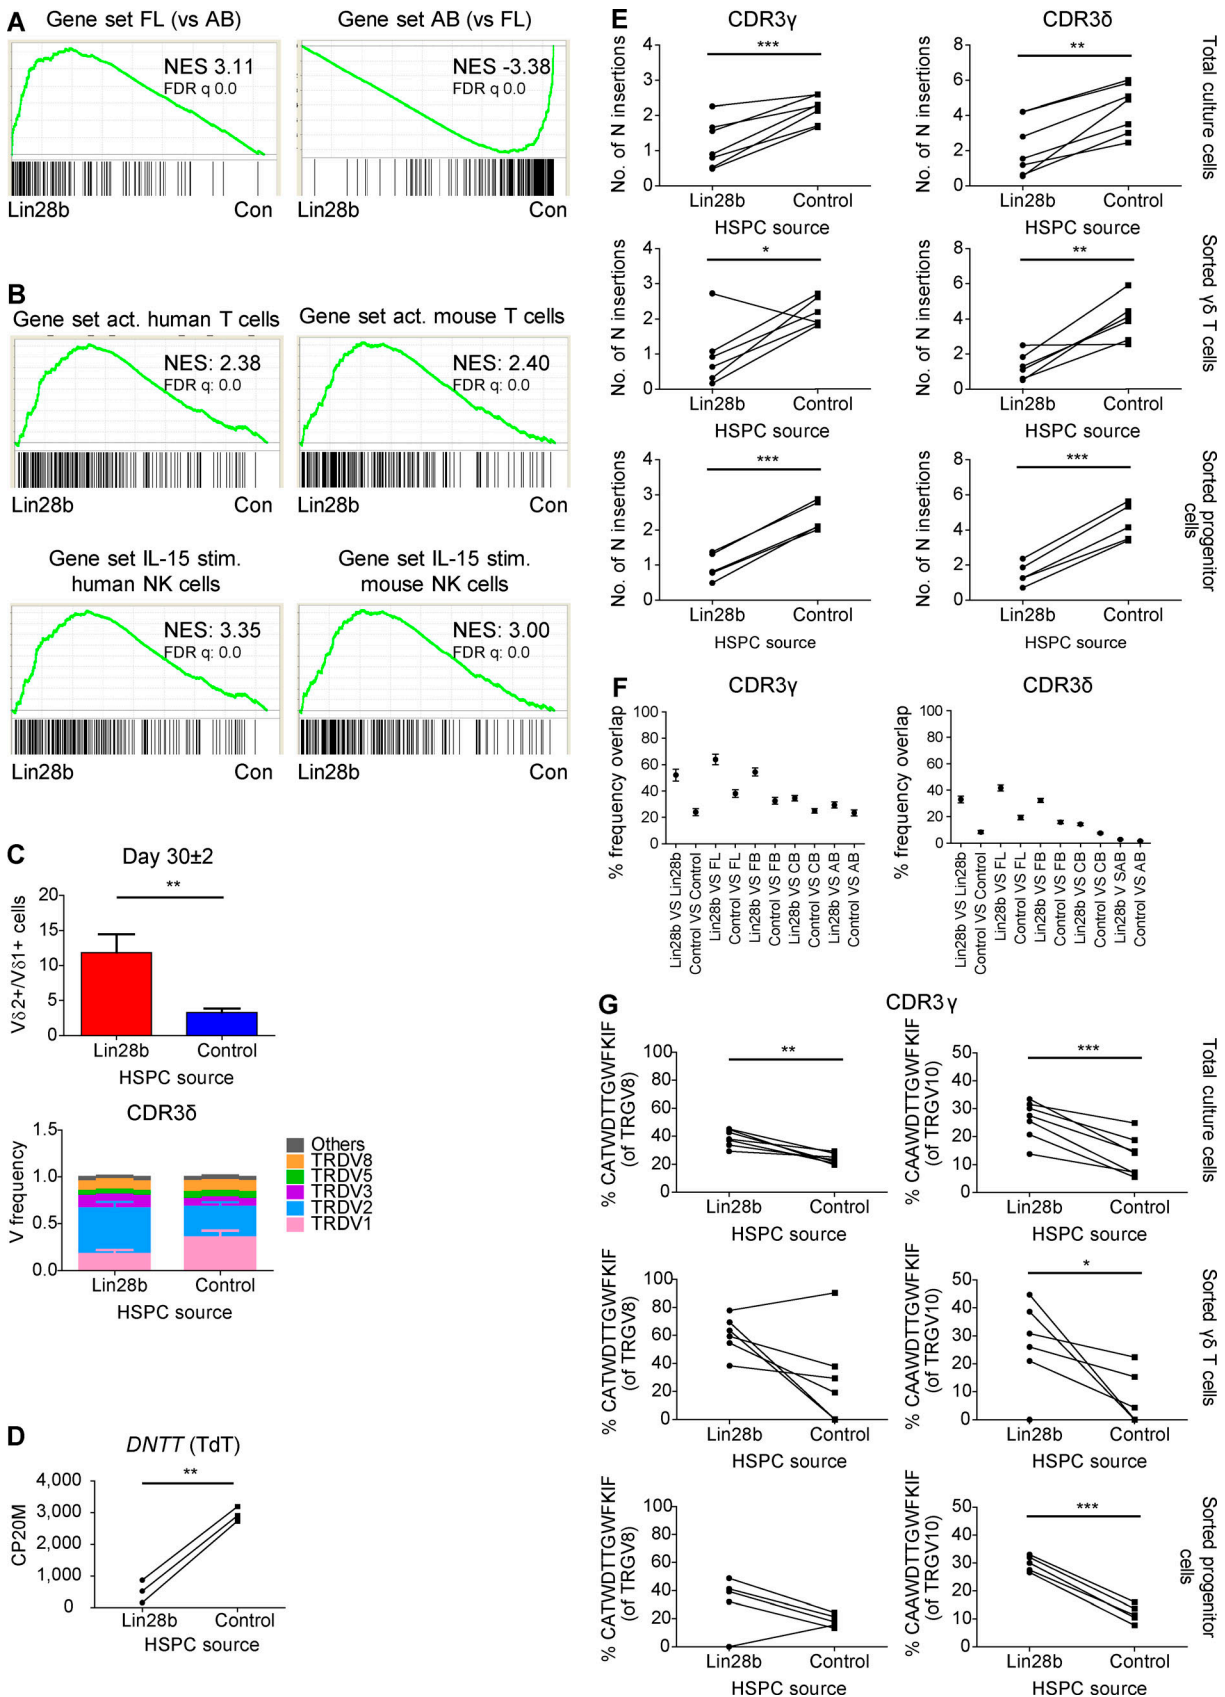 A
Gene set FL (vs AB)
NES 3.11
FDR q 0.0
Lin28b
Con
Gene set AB (vs FL)
NES -3.38
FDR q 0.0
Lin28b
Con
B
Gene set act. human T cells
NES: 2.38
FDR q: 0.0
Lin28b
Con
Gene set act. mouse T cells
NES: 2.40
FDR q: 0.0
Lin28b
Con
Gene set IL-15 stim.
human NK cells
NES: 3.35
FDR q: 0.0
Lin28b
Con
Gene set IL-15 stim.
mouse NK cells
NES: 3.00
FDR q: 0.0
Lin28b
Con
C
Day 30±2
Vδ2+/Vδ1+ cells
20
15
10
5
0
**
Lin28b
Control
HSPC source
CDR3δ
V frequency
1.5
1.0
0.5
0.0
Others
TRDV8
TRDV5
TRDV3
TRDV2
TRDV1
Lin28b
Control
HSPC source
D
DNTT (TdT)
CP20M
4,000
3,000
2,000
1,000
0
**
Lin28b
Control
HSPC source
E
CDR3γ
No. of N insertions
4
3
2
1
0
***
Lin28b
Control
HSPC source
CDR3δ
No. of N insertions
8
6
4
2
0
**
Lin28b
Control
HSPC source
Total culture cells
No. of N insertions
4
3
2
1
0
*
Lin28b
Control
HSPC source
No. of N insertions
8
6
4
2
0
**
Lin28b
Control
HSPC source
Sorted γδ T cells
No. of N insertions
4
3
2
1
0
***
Lin28b
Control
HSPC source
No. of N insertions
8
6
4
2
0
***
Lin28b
Control
HSPC source
Sorted progenitor
cells
F
CDR3γ
% frequency overlap
100
80
60
40
20
0
Lin28b VS Lin28b
Control VS Control
Lin28b VS FL
Control VS FL
Lin28b VS FB
Control VS FB
Lin28b VS CB
Control VS CB
Lin28b VS AB
Control VS AB
CDR3δ
% frequency overlap
100
80
60
40
20
0
Lin28b VS Lin28b
Control VS Control
Lin28b VS FL
Control VS FL
Lin28b VS FB
Control VS FB
Lin28b VS CB
Control VS CB
Lin28b V SAB
Control VS AB
G
CDR3γ
% CATWDTTGWFKIF
(of TRGV8)
100
80
60
40
20
0
**
Lin28b
Control
HSPC source
% CAAWDTTGWFKIF
(of TRGV10)
50
40
30
20
10
0
***
Lin28b
Control
HSPC source
Total culture cells
% CATWDTTGWFKIF
(of TRGV8)
100
80
60
40
20
0
Lin28b
Control
HSPC source
% CAAWDTTGWFKIF
(of TRGV10)
50
40
30
20
10
0
*
Lin28b
Control
HSPC source
Sorted γδ T cells
% CATWDTTGWFKIF
(of TRGV8)
100
80
60
40
20
0
Lin28b
Control
HSPC source
% CAAWDTTGWFKIF
(of TRGV10)
50
40
30
20
10
0
***
Lin28b
Control
HSPC source
Sorted progenitor
cells